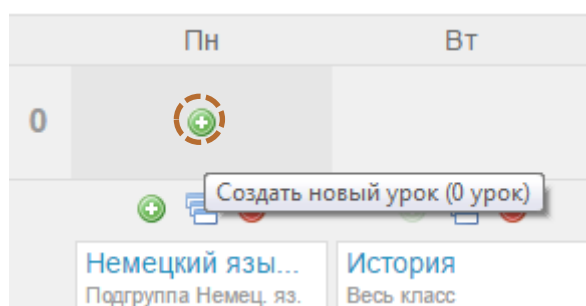 Пн Вт
0
Создать новый урок (0 урок)
Немецкий язы... История
Подгруппа Немец. яз. Весь класс